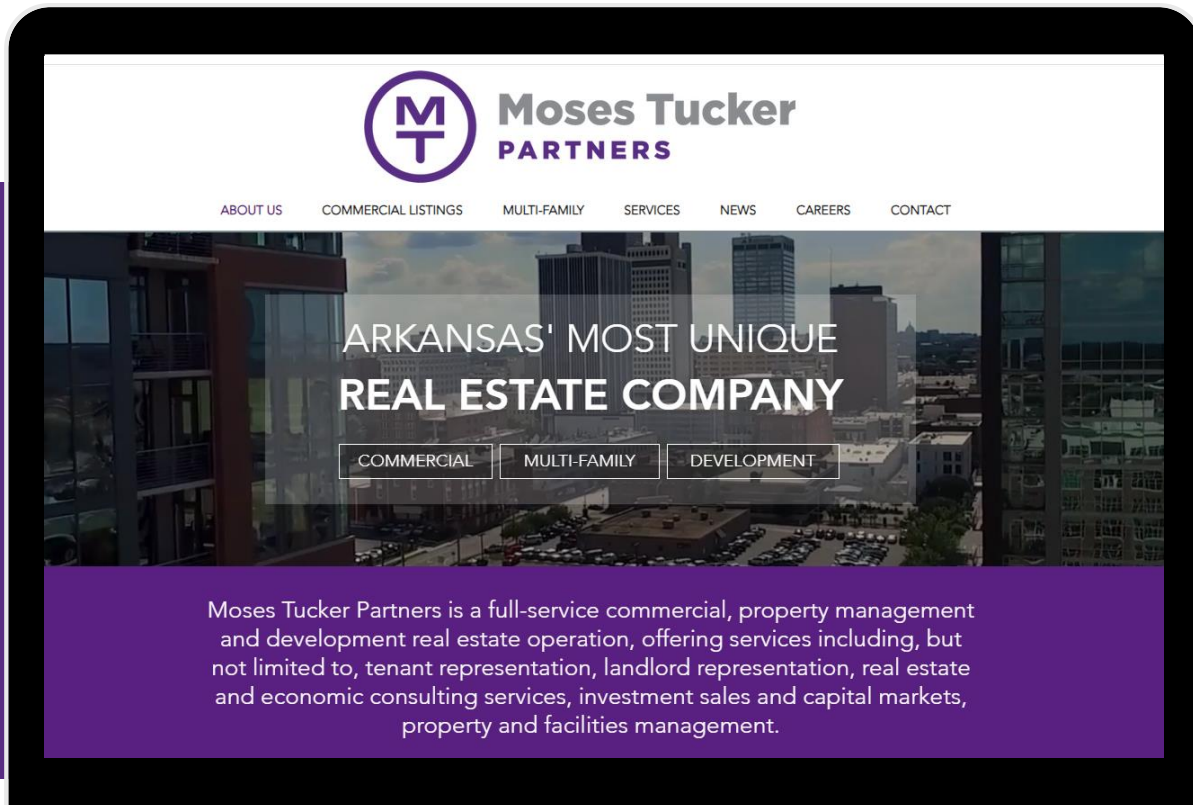 MT
Moses Tucker
PARTNERS
ABOUT US COMMERCIAL LISTINGS MULTI-FAMILY SERVICES NEWS CAREERS CONTACT
ARKANSAS' MOST UNIQUE
REAL ESTATE COMPANY
COMMERCIAL MULTI-FAMILY DEVELOPMENT
Moses Tucker Partners is a full-service commercial, property management
and development real estate operation, offering services including, but
not limited to, tenant representation, landlord representation, real estate
and economic consulting services, investment sales and capital markets,
property and facilities management.